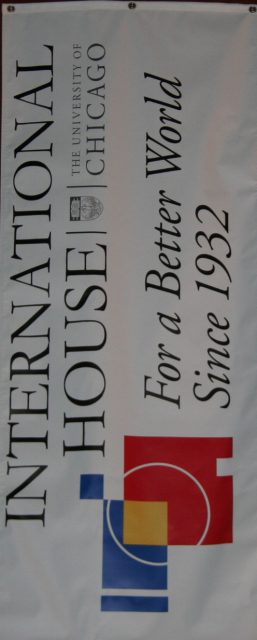 INTERNATIONAL
HOUSE
THE UNIVERSITY OF
CHICAGO
For a Better World
Since 1932